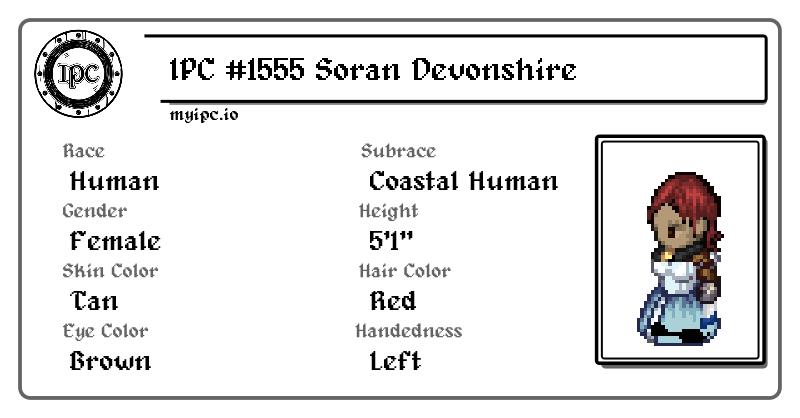 IPC
1PC #1555 Soran Devonshire
myipc.io
Race
Human
Subrace
Coastal Human
Gender
Female
Height
5'1"
Skin Color
Tan
Hair Color
Red
Eye Color
Brown
Handedness
Left